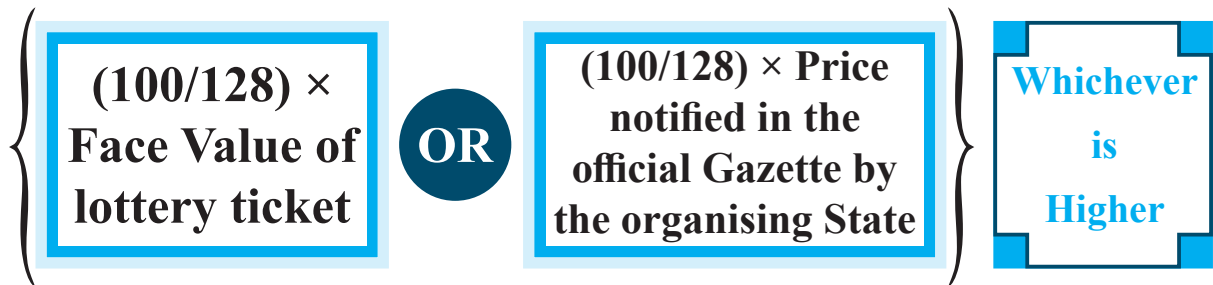 (100/128) ×
Face Value of
lottery ticket
OR
(100/128) × Price
notified in the
official Gazette by
the organising State
Whichever
is
Higher